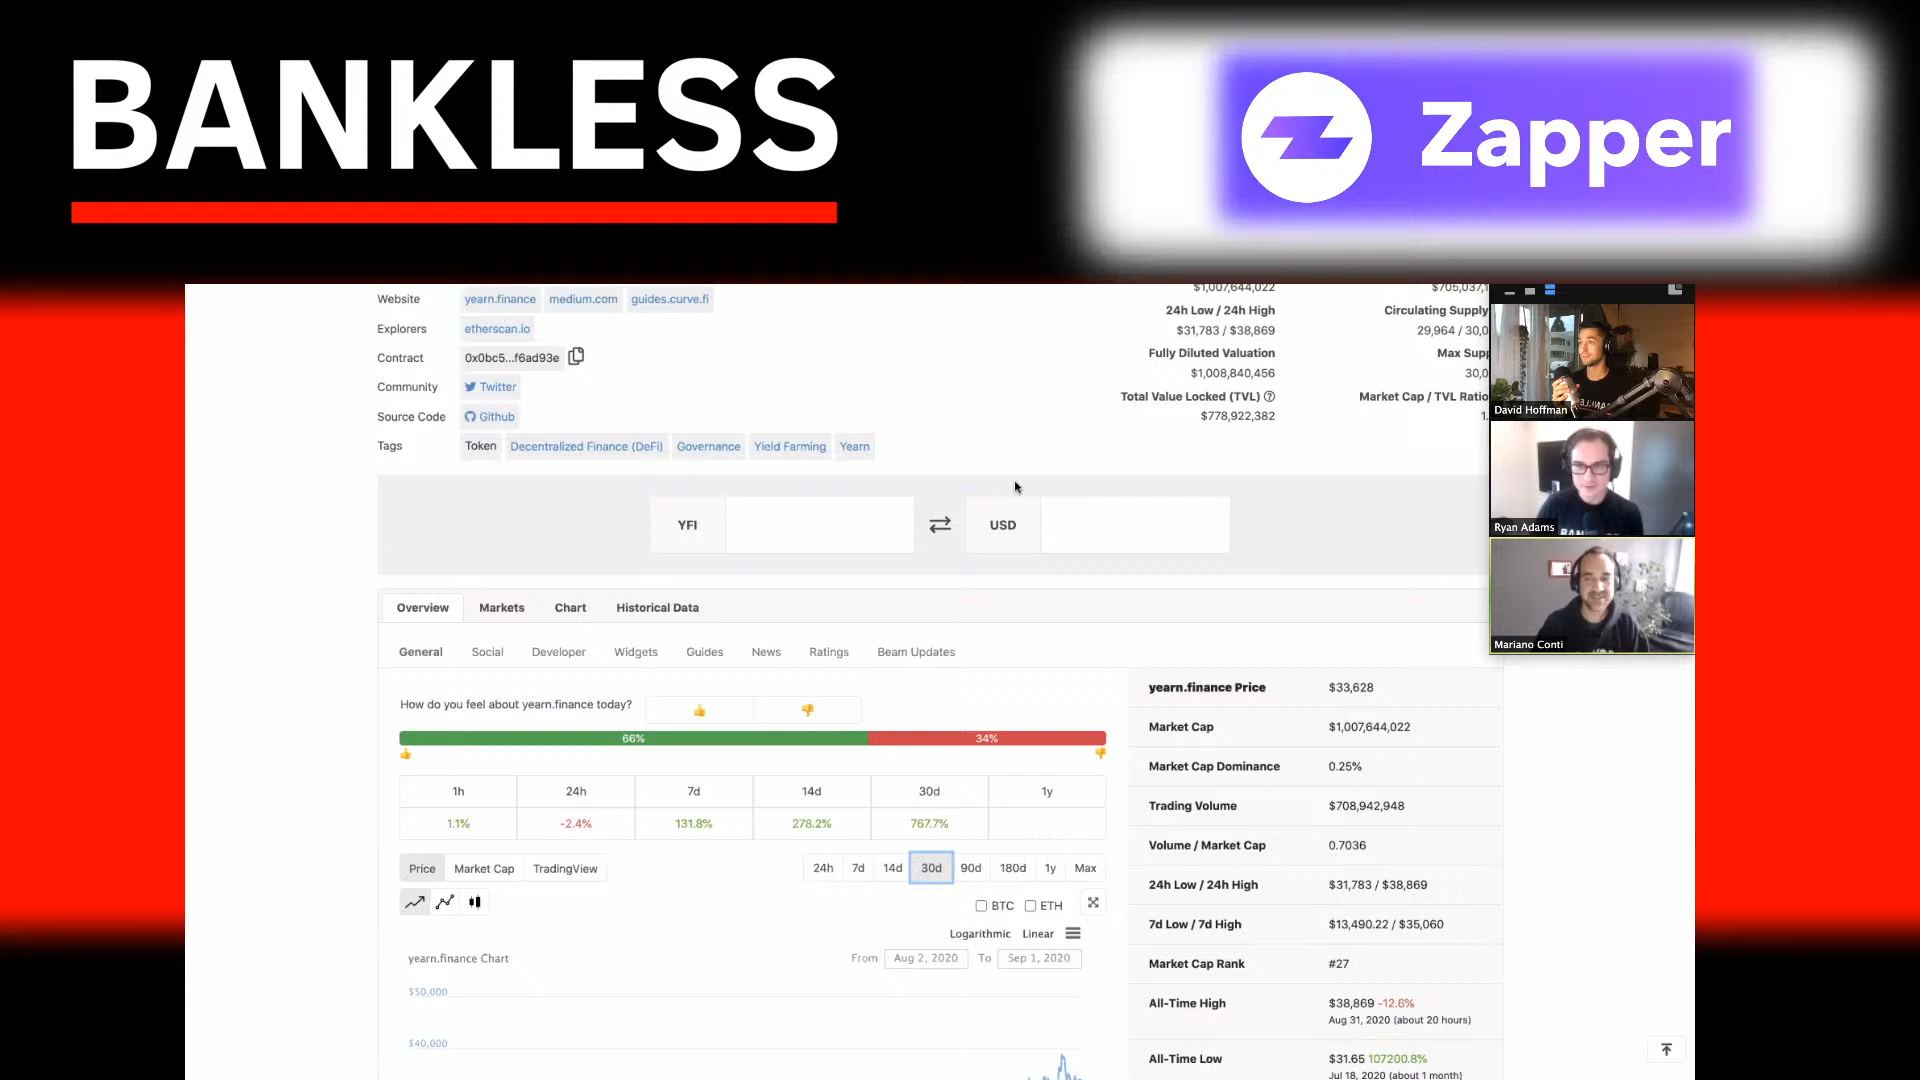 BANKLESS
Zapper
Website yearn.finance medium.com guides.curve.fi
Explorers etherscan.io
Contract 0x0bc5...f6ad93e
Community Twitter
Source Code Github
Tags Token Decentralized Finance (DeFi) Governance Yield Farming Yearn
$1,007,644,022
24h Low / 24h High Circulating Supply
$31,783 / $38,869 29,964 / 30,0
Fully Diluted Valuation Max Supp
$1,008,840,456 30,0
Total Value Locked (TVL) Market Cap / TVL Ratio
$778,922,382 1.
David Hoffman
Ryan Adams
Mariano Conti
YFI USD
Overview Markets Chart Historical Data
General Social Developer Widgets Guides News Ratings Beam Updates
How do you feel about yearn.finance today?
66% 34%
1h 24h 7d 14d 30d 1y
1.1% -2.4% 131.8% 278.2% 767.7%
Price Market Cap TradingView 24h 7d 14d 30d 90d 180d 1y Max
BTC ETH
Logarithmic Linear
yearn.finance Chart From Aug 2, 2020 To Sep 1, 2020
$50,000
$40,000
yearn.finance Price $33,628
Market Cap $1,007,644,022
Market Cap Dominance 0.25%
Trading Volume $708,942,948
Volume / Market Cap 0.7036
24h Low / 24h High $31,783 / $38,869
7d Low / 7d High $13,490.22 / $35,060
Market Cap Rank #27
All-Time High $38,869 -12.6%
Aug 31, 2020 (about 20 hours)
All-Time Low $31.65 107200.8%
Jul 18, 2020 (about 1 month)